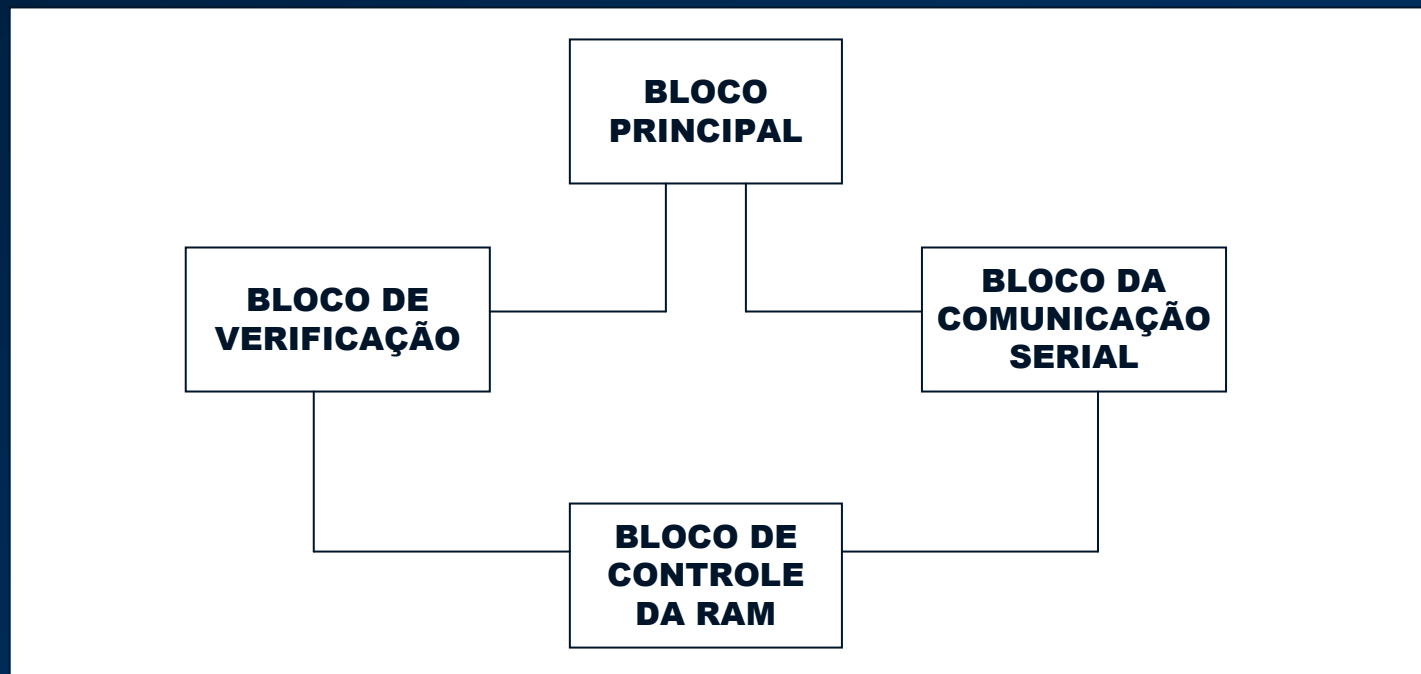 BLOCO
PRINCIPAL
BLOCO DE
VERIFICAÇÃO
BLOCO DA
COMUNICAÇÃO
SERIAL
BLOCO DE
CONTROLE
DA RAM